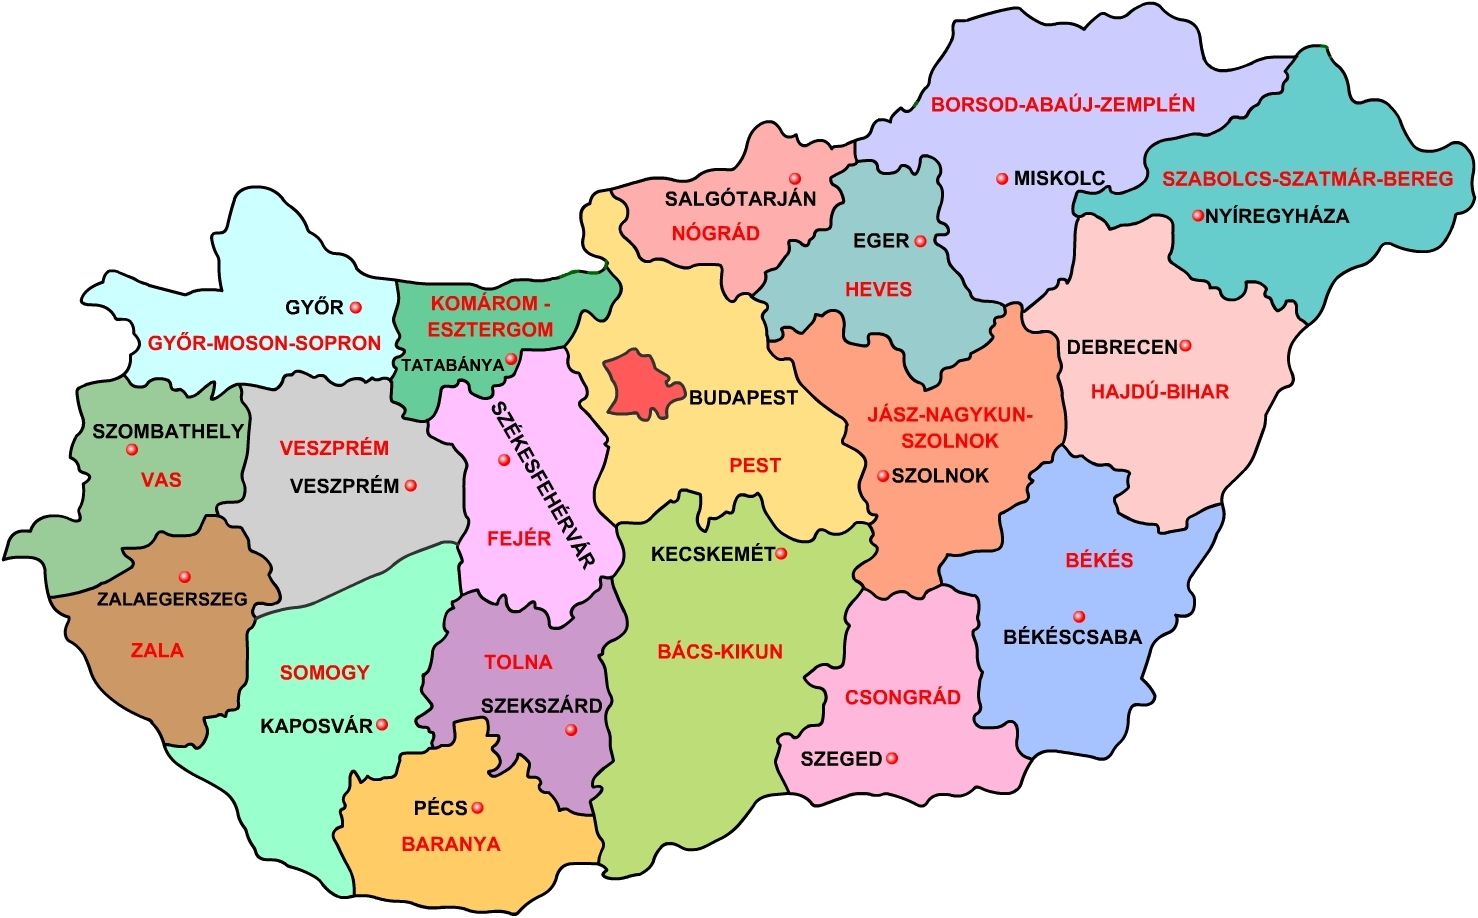 BORSOD-ABAÚJ-ZEMPLÉN
MISKOLC
SZABOLCS-SZATMÁR-BEREG
NYÍREGYHÁZA
SALGÓTARJÁN
NÓGRÁD
EGER
HEVES
GYŐR
GYŐR-MOSON-SOPRON
KOMÁROM -
ESZTERGOM
TATABÁNYA
DEBRECEN
HAJDÚ-BIHAR
BUDAPEST
PEST
JÁSZ-NAGYKUN-
SZOLNOK
SZOLNOK
SZOMBATHELY
VAS
VESZPRÉM
VESZPRÉM
SZÉKESFEHÉRVÁR
FEJÉR
KECSKEMÉT
BÁCS-KIKUN
BÉKÉS
BÉKÉSCSABA
ZALAEGERSZEG
ZALA
SOMOGY
KAPOSVÁR
TOLNA
SZEKSZÁRD
CSONGRÁD
SZEGED
PÉCS
BARANYA